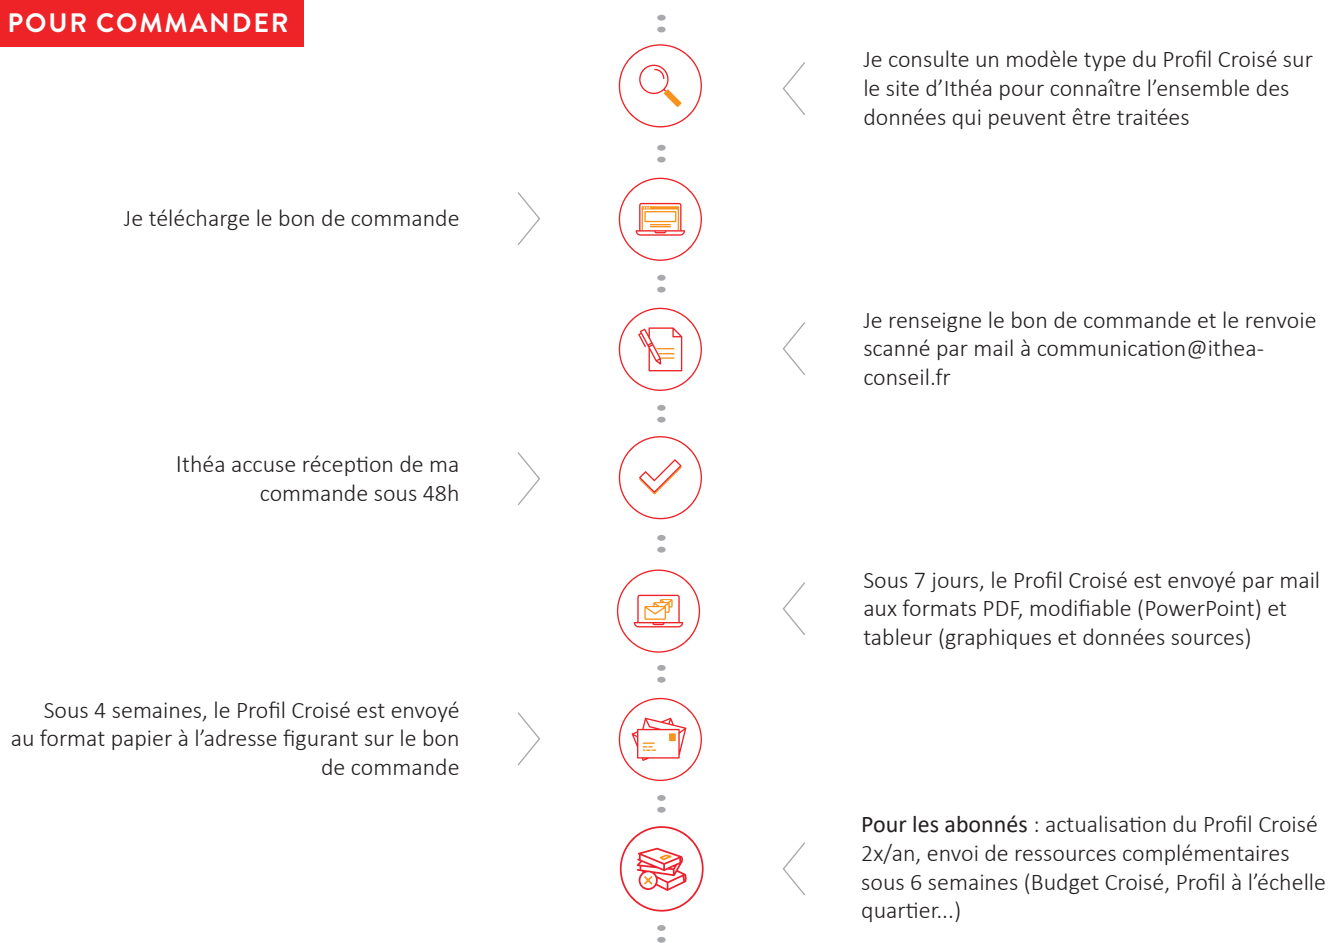 POUR COMMANDER
Je consulte un modèle type du Profil Croisé sur
le site d’Ithéa pour connaître l’ensemble des
données qui peuvent être traitées
Je télécharge le bon de commande
Je renseigne le bon de commande et le renvoie
scanné par mail à communication@ithea-
conseil.fr
Ithéa accuse réception de ma
commande sous 48h
Sous 7 jours, le Profil Croisé est envoyé par mail
aux formats PDF, modifiable (PowerPoint) et
tableur (graphiques et données sources)
Sous 4 semaines, le Profil Croisé est envoyé
au format papier à l’adresse figurant sur le bon
de commande
Pour les abonnés : actualisation du Profil Croisé
2x/an, envoi de ressources complémentaires
sous 6 semaines (Budget Croisé, Profil à l’échelle
quartier...)